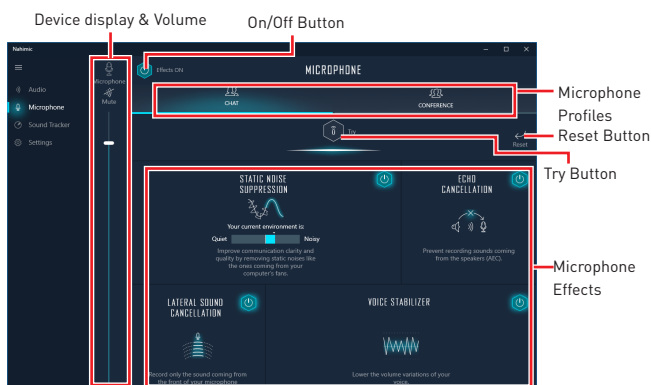 Device display & Volume
On/Off Button
Nahimic
Audio
Microphone
Sound Tracker
Settings
Microphone
Mute
Effects ON
MICROPHONE
CHAT
CONFERENCE
Try
Reset
Microphone
Profiles
Reset Button
Try Button
STATIC NOISE
SUPPRESSION
Your current environment is:
Quiet
Noisy
Improve communication clarity and
quality by removing static noises like
the ones coming from your
computer's fans.
ECHO
CANCELLATION
Prevent recording sounds coming
from the speakers (AEC).
Microphone
Effects
LATERAL SOUND
CANCELLATION
Record only the sound coming from
the front of your microphone
VOICE STABILIZER
Lower the volume variations of your
voice.